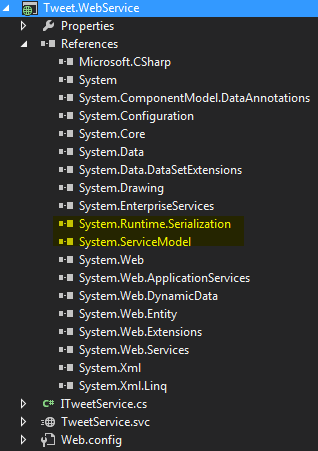 Tweet.WebService
Properties
References
Microsoft.CSharp
System
System.ComponentModel.DataAnnotations
System.Configuration
System.Core
System.Data
System.Data.DataSetExtensions
System.Drawing
System.EnterpriseServices
System.Runtime.Serialization
System.ServiceModel
System.Web
System.Web.ApplicationServices
System.Web.DynamicData
System.Web.Entity
System.Web.Extensions
System.Web.Services
System.Xml
System.Xml.Linq
C# ITweetService.cs
TweetService.svc
Web.config